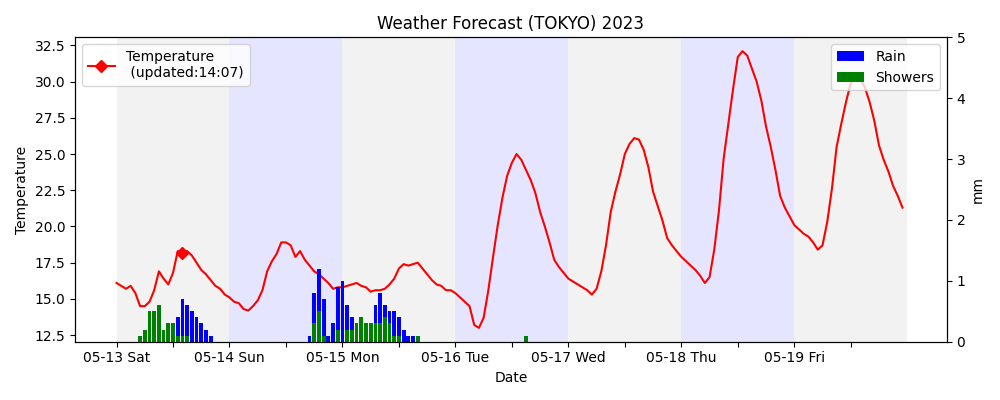 Weather Forecast (TOKYO) 2023
Temperature
(updated:14:07)
Rain
Showers
32.5
30.0
27.5
25.0
22.5
20.0
17.5
15.0
12.5
Temperature
5
4
3
2
1
0
mm
05-13 Sat
05-14 Sun
05-15 Mon
05-16 Tue
05-17 Wed
05-18 Thu
05-19 Fri
Date